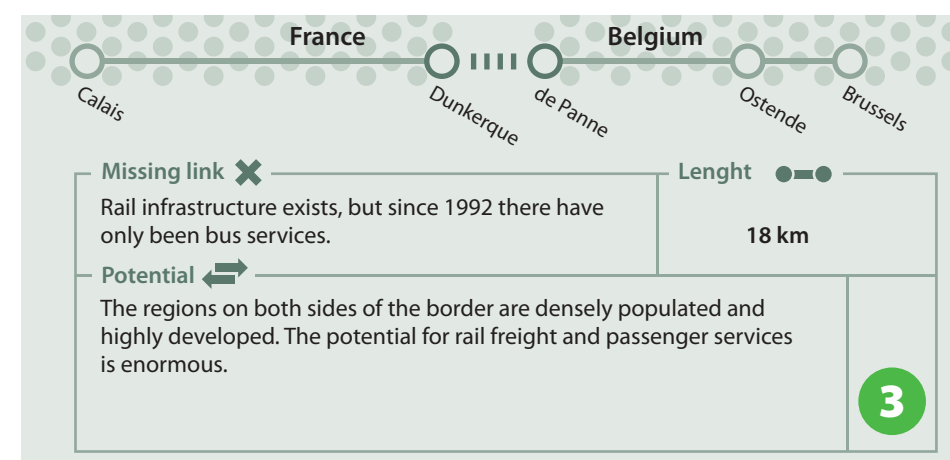 France
Belgium
Calais
Dunkerque
de Panne
Ostende
Brussels
Missing link
Lenght
Rail infrastructure exists, but since 1992 there have
only been bus services.
18 km
Potential
The regions on both sides of the border are densely populated and
highly developed. The potential for rail freight and passenger services
is enormous.
3